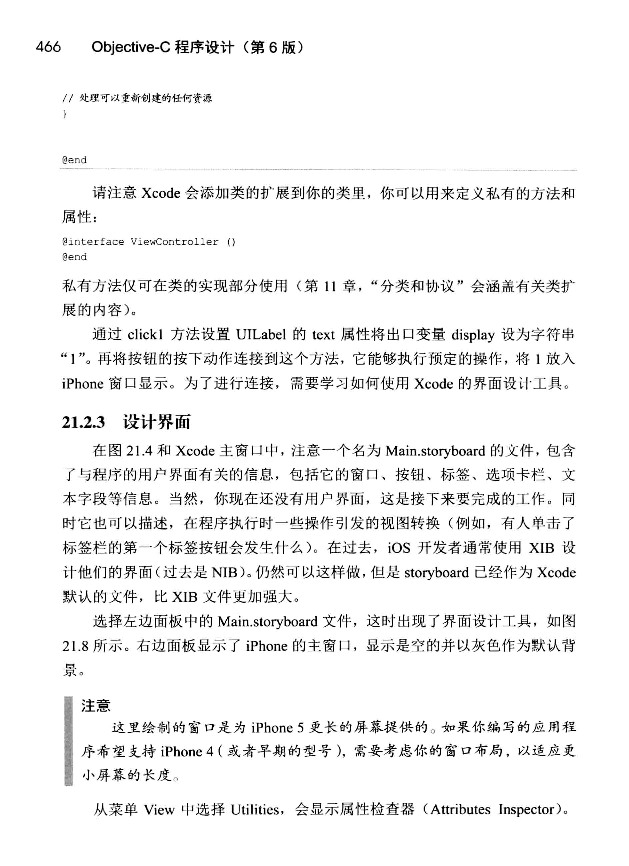 466 Objective-C 程序设计（第 6 版）
// 处理可以重新创建的任何资源
}
@end
请注意 Xcode 会添加类的扩展到你的类里，你可以用来定义私有的方法和
属性：
@interface ViewController ()
@end
私有方法仅可在类的实现部分使用（第 11 章，“分类和协议”会涵盖有关类扩
展的内容）。
通过 click1 方法设置 UILabel 的 text 属性将出口变量 display 设为字符串
“1”。再将按钮的按下动作连接到这个方法，它能够执行预定的操作，将 1 放入
iPhone 窗口显示。为了进行连接，需要学习如何使用 Xcode 的界面设计工具。
21.2.3 设计界面
在图 21.4 和 Xcode 主窗口中，注意一个名为 Main.storyboard 的文件，包含
了与程序的用户界面有关的信息，包括它的窗口、按钮、标签、选项卡栏、文
本字段等信息。当然，你现在还没有用户界面，这是接下来要完成的工作。同
时它也可以描述，在程序执行时一些操作引发的视图转换（例如，有人单击了
标签栏的第一个标签按钮会发生什么）。在过去，iOS 开发者通常使用 XIB 设
计他们的界面（过去是 NIB）。仍然可以这样做，但是 storyboard 已经作为 Xcode
默认的文件，比 XIB 文件更加强大。
选择左边面板中的 Main.storyboard 文件，这时出现了界面设计工具，如图
21.8 所示。右边面板显示了 iPhone 的主窗口，显示是空的并以灰色作为默认背
景。
注意
这里绘制的窗口是为 iPhone 5 更长的屏幕提供的。如果你编写的应用程
序希望支持 iPhone 4（或者早期的型号），需要考虑你的窗口布局，以适应更
小屏幕的长度。
从菜单 View 中选择 Utilities，会显示属性检查器（Attributes Inspector）。